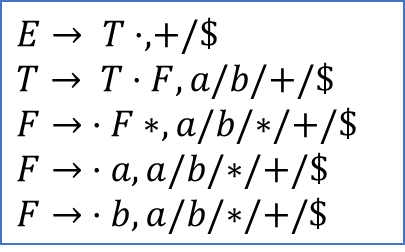 E → T ·,+/$
T → T · F, a/b/+/$
F → · F ∗, a/b/∗/+/$
F → · a, a/b/∗/+/$
F → · b, a/b/∗/+/$